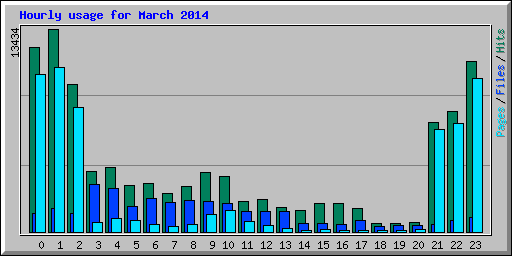 Hourly usage for March 2014
13434
Pages/Files/Hits
0 1 2 3 4 5 6 7 8 9 10 11 12 13 14 15 16 17 18 19 20 21 22 23